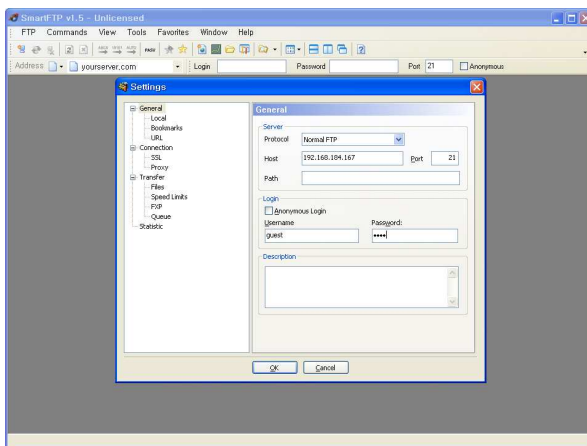 SmartFTP v1.5 - Unlicensed
FTP Commands View Tools Favorites Window Help
PASV
Address yourserver.com Login Password Port 21 Anonymous
Settings
General
Local
Bookmarks
URL
Connection
SSL
Proxy
Transfer
Files
Speed Limits
FXP
Queue
Statistic
General
Server
Protocol Normal FTP
Host 192.168.184.167 Port 21
Path
Login
Anonymous Login
Username Password:
guest ••••
Description
OK Cancel